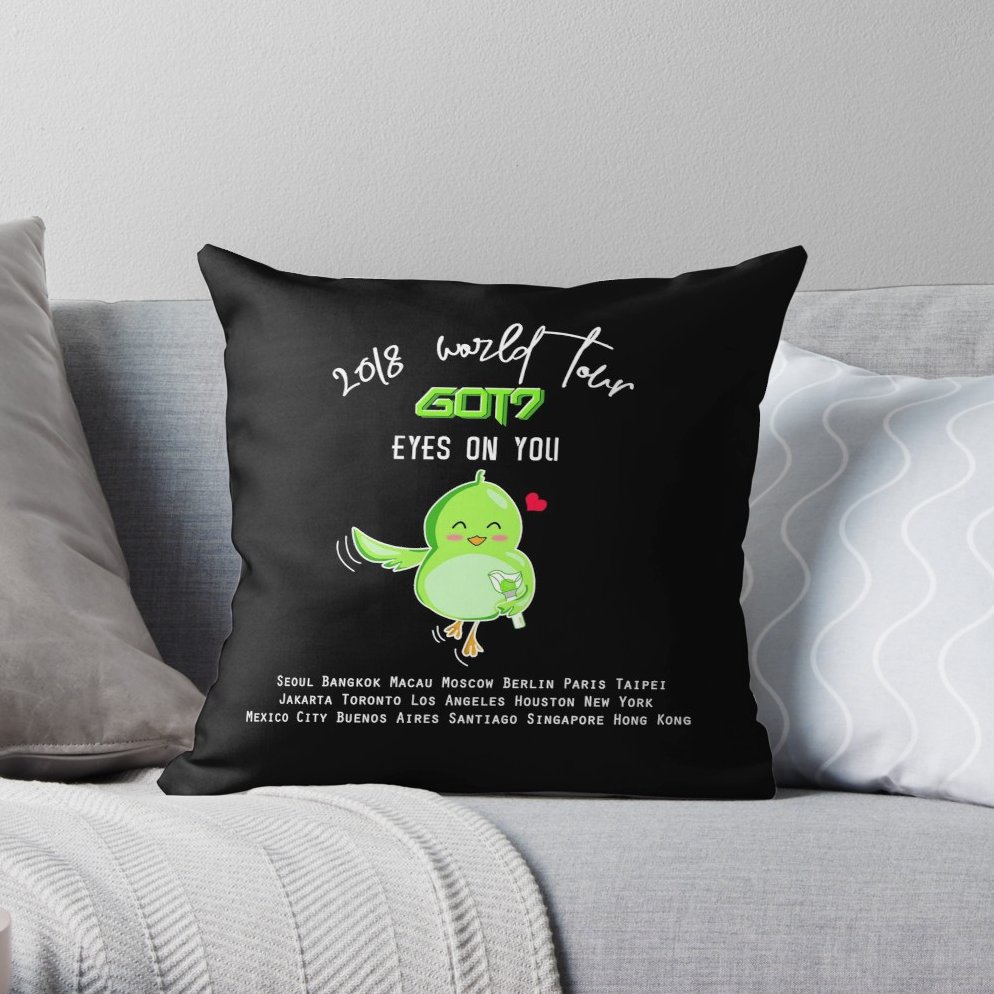 2018 world Tour
GOT7
EYES ON YOU
SEOUL BANGKOK MACAU MOSCOW BERLIN PARIS TAIPEI
JAKARTA TORONTO LOS ANGELES HOUSTON NEW YORK
MEXICO CITY BUENOS AIRES SANTIAGO SINGAPORE HONG KONG